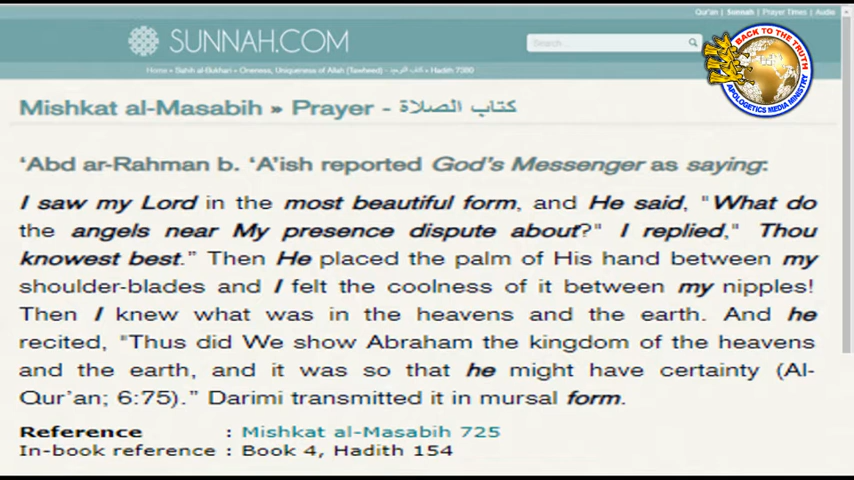 Qur'an | Sunnah | Prayer Times | Audio
SUNNAH.COM
Search...
BACK TO THE TRUTH
APOLOGETICS MEDIA MINISTRY
Home » Sahih al-Bukhari » Oneness, Uniqueness of Allah (Tawheed) - كتاب التوحيد » Hadith 7380
Mishkat al-Masabih » Prayer - كتاب الصلاة
‘Abd ar-Rahman b. ‘A’ish reported God’s Messenger as saying:
I saw my Lord in the most beautiful form, and He said, "What do
the angels near My presence dispute about?" I replied," Thou
knowest best.” Then He placed the palm of His hand between my
shoulder-blades and I felt the coolness of it between my nipples!
Then I knew what was in the heavens and the earth. And he
recited, "Thus did We show Abraham the kingdom of the heavens
and the earth, and it was so that he might have certainty (Al-
Qur’an; 6:75).” Darimi transmitted it in mursal form.
Reference : Mishkat al-Masabih 725
In-book reference : Book 4, Hadith 154